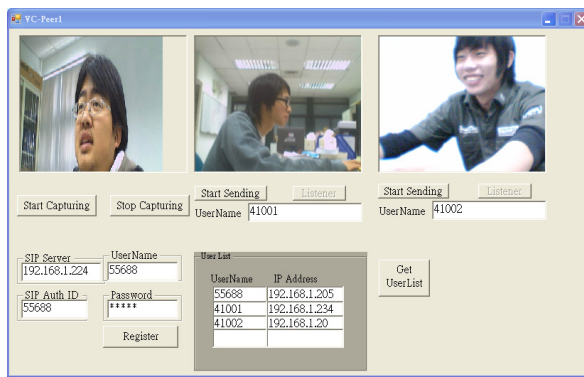 VC-Peer1
Start Capturing
Stop Capturing
Start Sending
Listener
UserName 41001
Start Sending
Listener
UserName 41002
SIP Server
192.168.1.224
UserName
55688
SIP Auth ID
55688
Password
*****
Register
User List
UserName IP Address
55688 192.168.1.205
41001 192.168.1.234
41002 192.168.1.20
Get
UserList